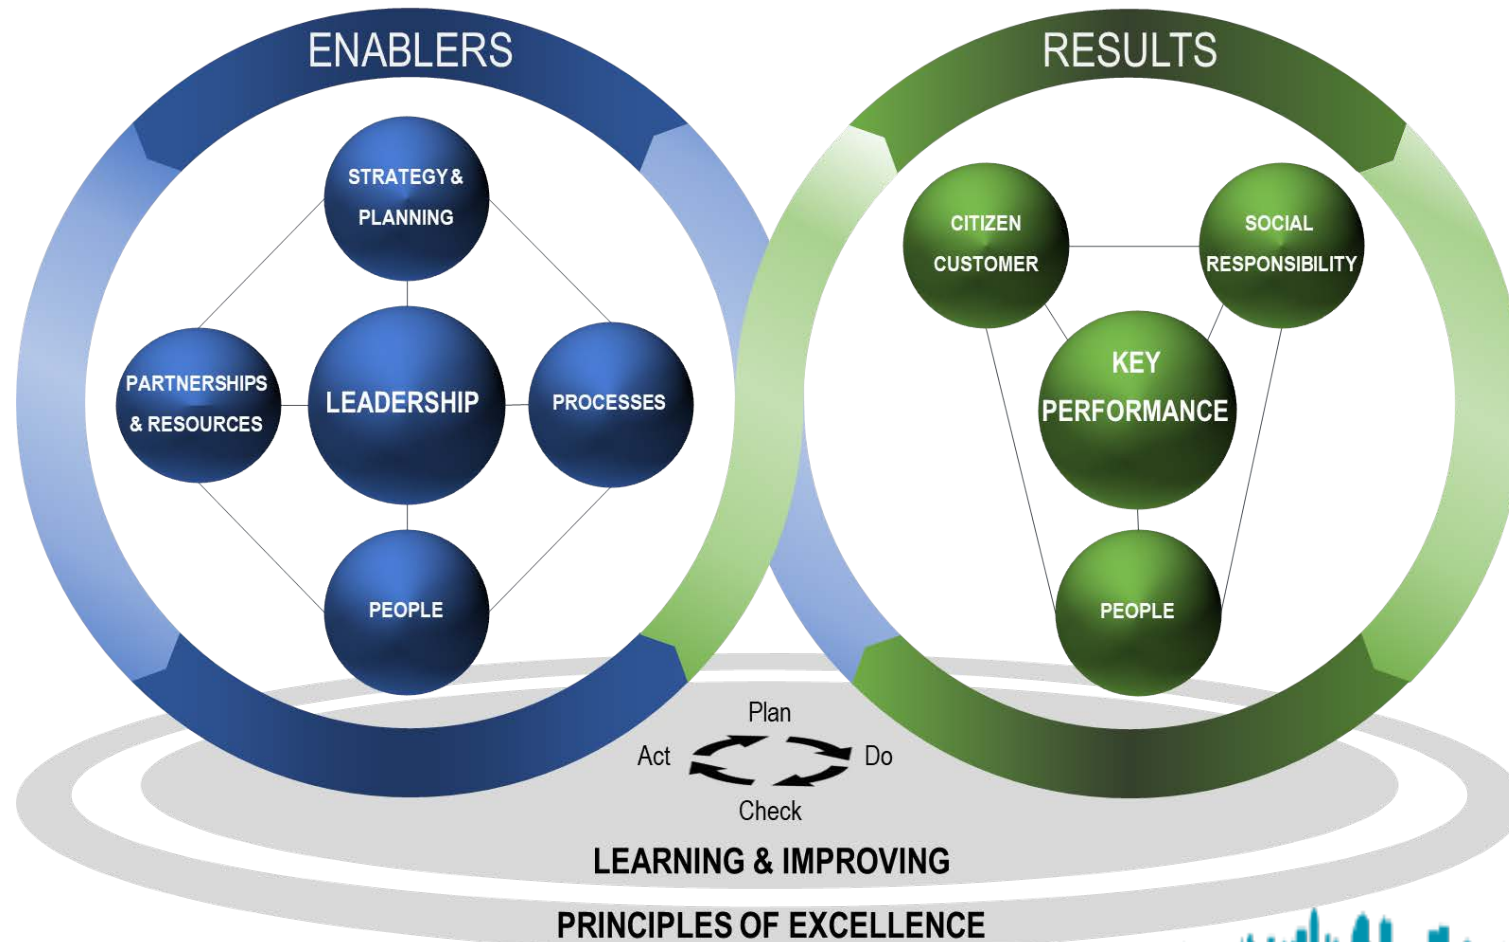 ENABLERS
STRATEGY &
PLANNING
PARTNERSHIPS
& RESOURCES
LEADERSHIP
PROCESSES
PEOPLE
RESULTS
CITIZEN
CUSTOMER
SOCIAL
RESPONSIBILITY
KEY
PERFORMANCE
PEOPLE
Plan
Act
Do
Check
LEARNING & IMPROVING
PRINCIPLES OF EXCELLENCE